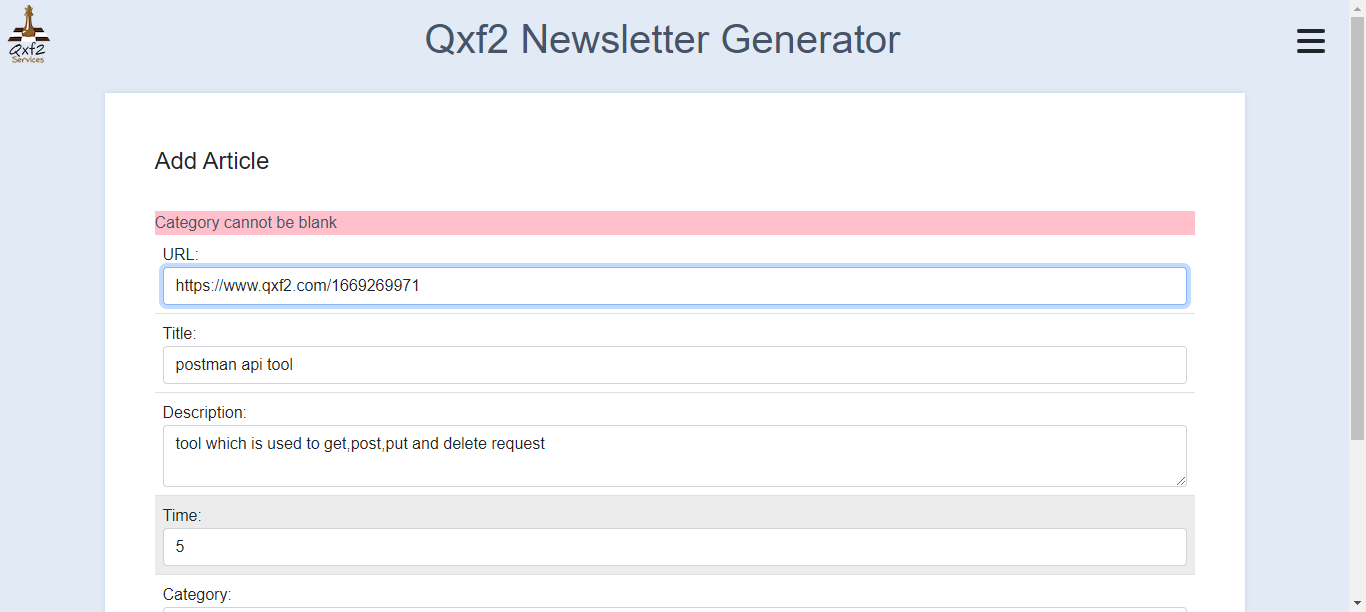 Qxf2
Services
Qxf2 Newsletter Generator
Add Article
Category cannot be blank
URL:
https://www.qxf2.com/1669269971
Title:
postman api tool
Description:
tool which is used to get,post,put and delete request
Time:
5
Category: